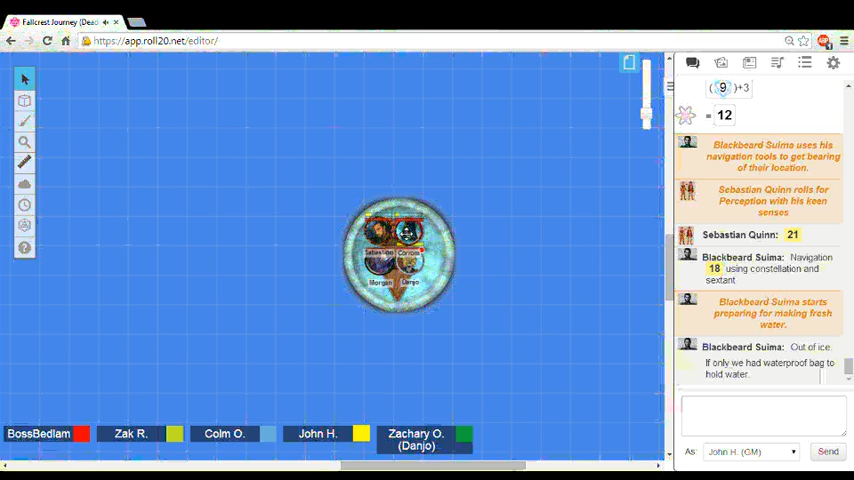 Fallcrest Journey (Dead
https://app.roll20.net/editor/
ABP
( 9 )+3
= 12
Blackbeard Suima uses his
navigation tools to get bearing
of their location.
Sebastian Quinn rolls for
Perception with his keen
senses
Sebastian Quinn: 21
Blackbeard Suima: Navigation
18 using constellation and
sextant
Blackbeard Suima starts
preparing for making fresh
water.
Blackbeard Suima: Out of ice.
If only we had waterproof bag to
hold water.
Sebastian Corrom
Morgan Danjo
BossBedlam
Zak R.
Colm O.
John H.
Zachary O.
(Danjo)
As: John H. (GM)
Send